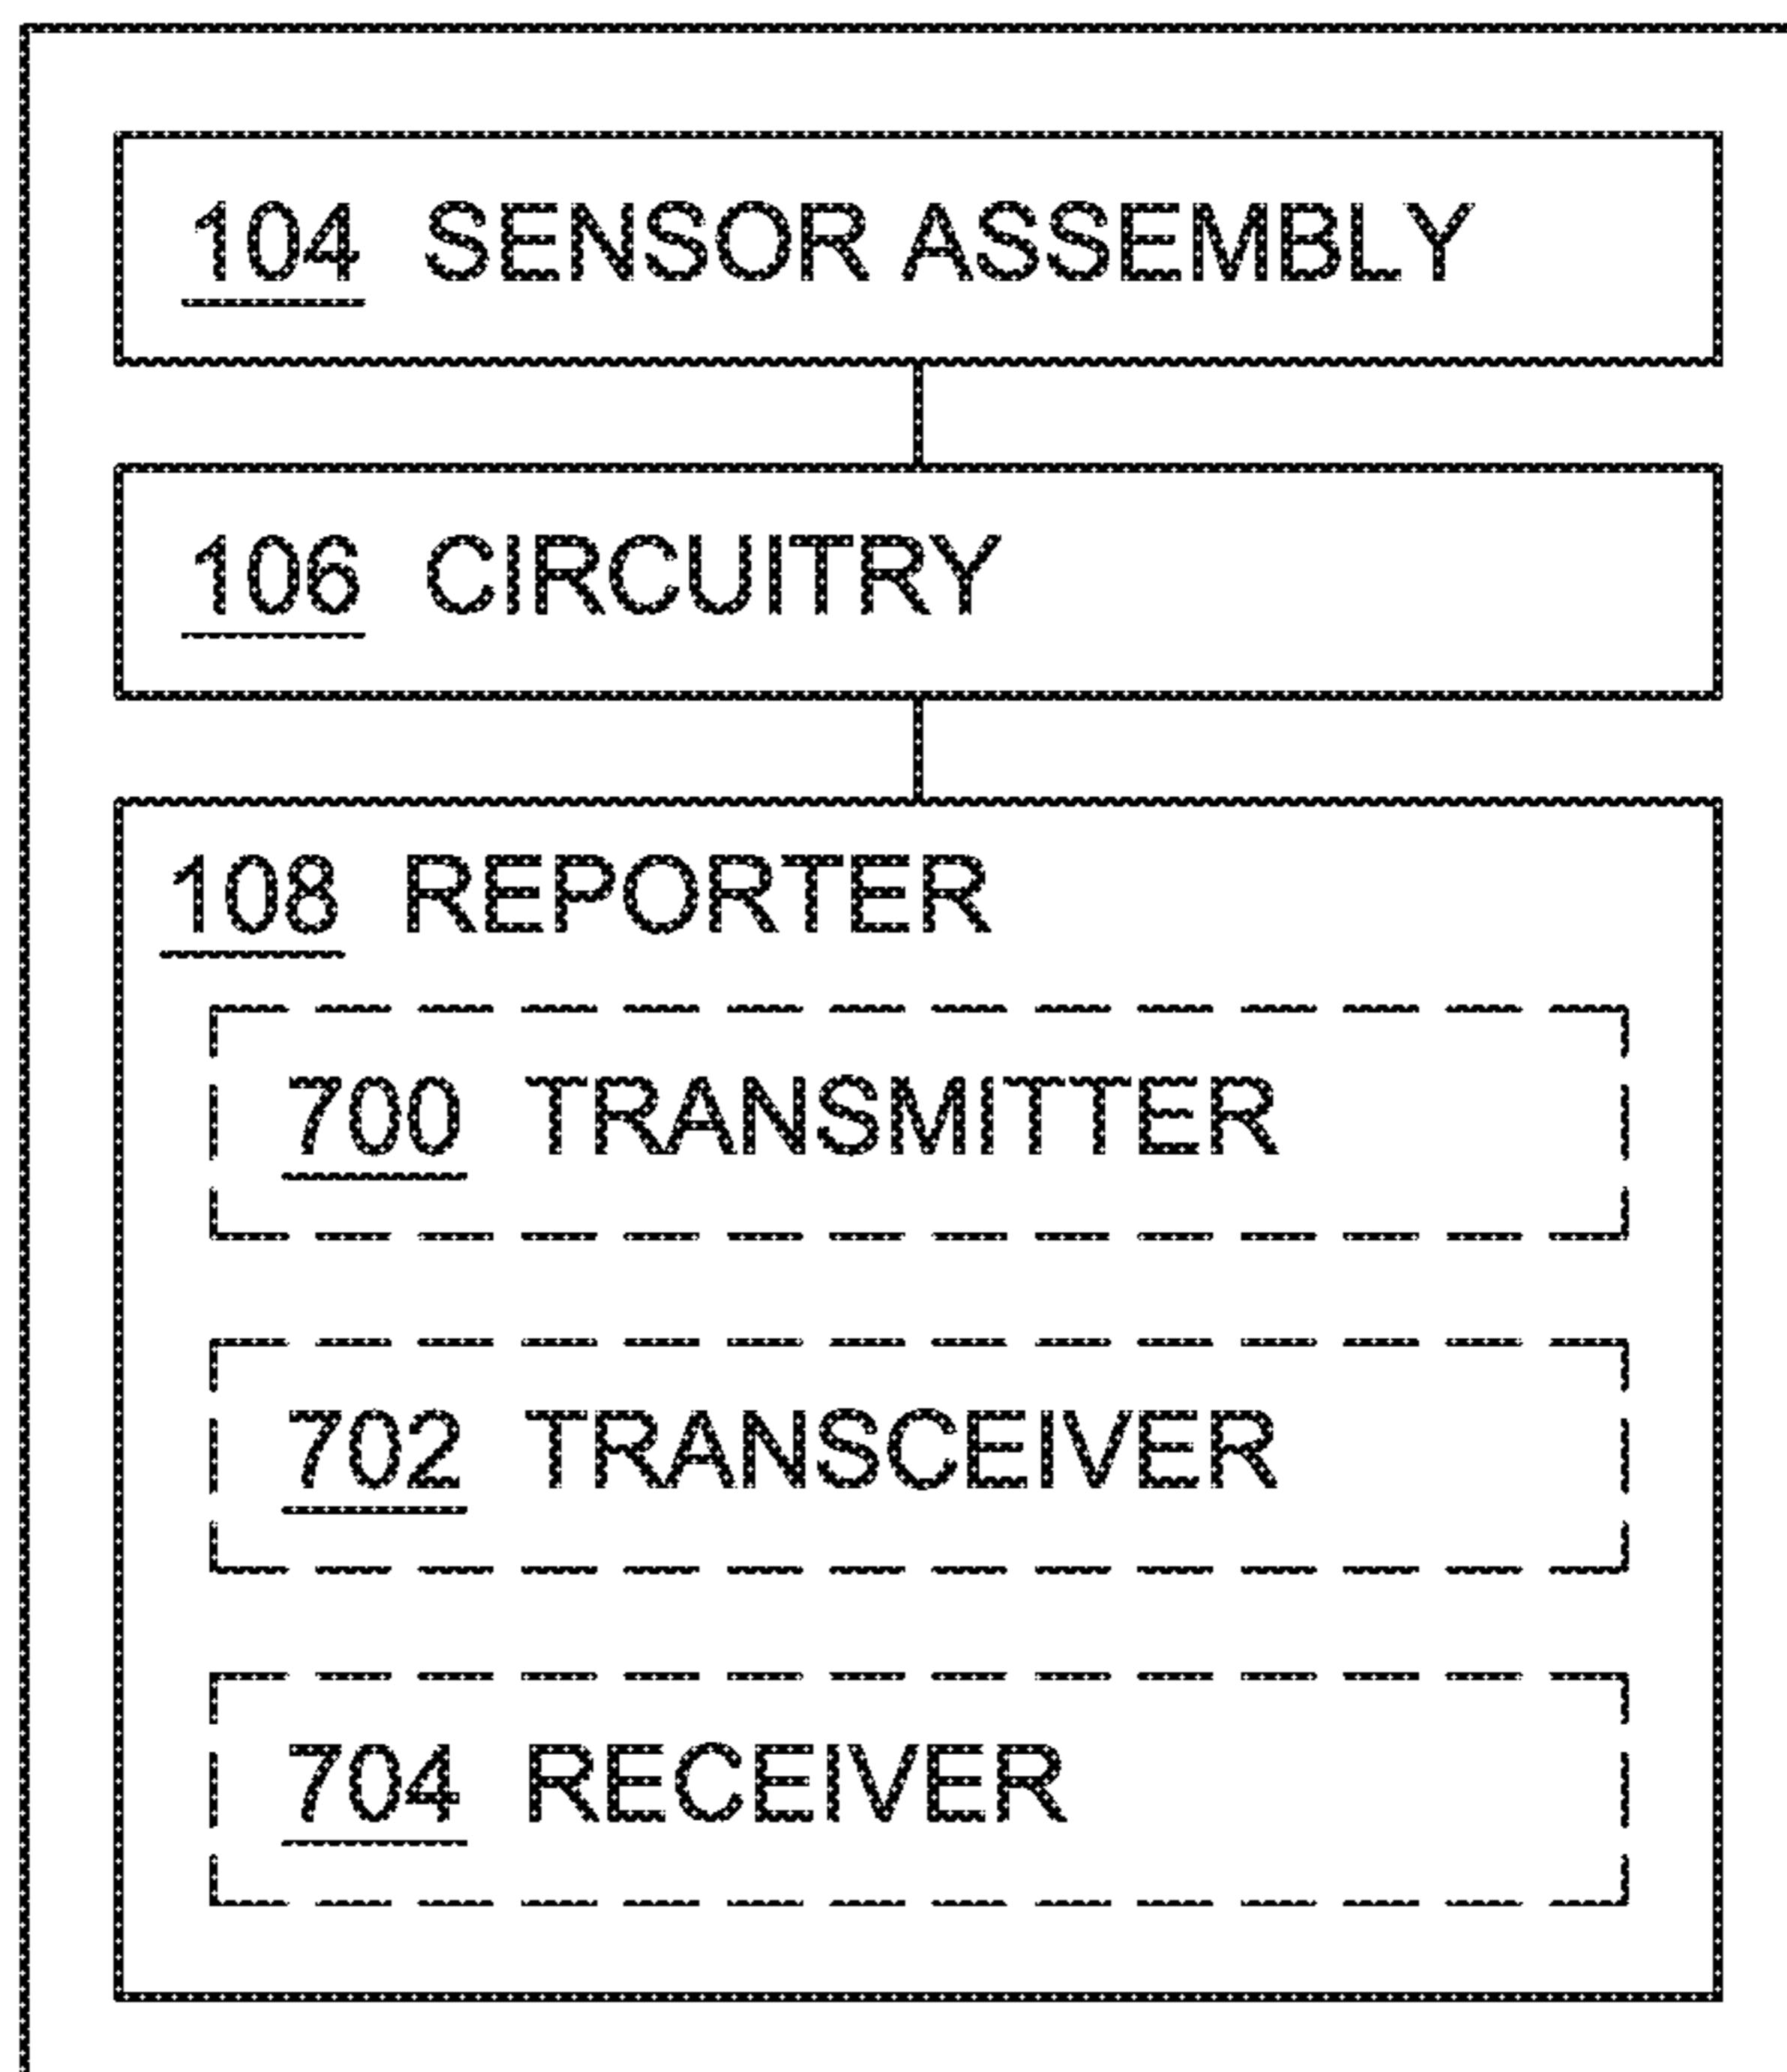 104 SENSOR ASSEMBLY
106 CIRCUITRY
108 REPORTER
700 TRANSMITTER
702 TRANSCEIVER
704 RECEIVER